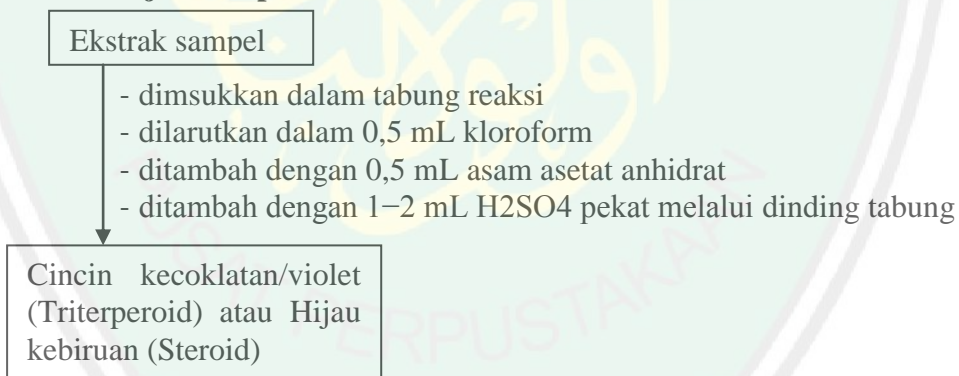 Ekstrak sampel
- dimsukkan dalam tabung reaksi
- dilarutkan dalam 0,5 mL kloroform
- ditambah dengan 0,5 mL asam asetat anhidrat
- ditambah dengan 1−2 mL H2SO4 pekat melalui dinding tabung
Cincin kecoklatan/violet
(Triterperoid) atau Hijau
kebiruan (Steroid)